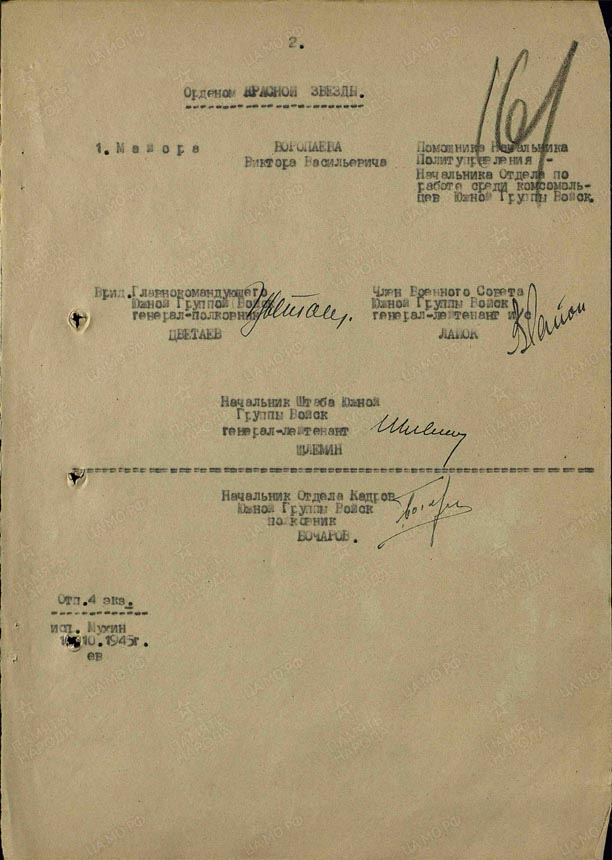 2.
161
Орденом КРАСНОЙ ЗВЕЗДЫ.
1. Майора ВОРОПАЕВА Помощника Начальника
Виктора Васильевича Политуправления -
Начальника Отдела по
работе среди комсомоль-
цев Южной Группы Войск.
Врид.Главнокомандующего
Южной Группой Войск
генерал-полковник
ЦВЕТАЕВ
Член Военного Совета
Южной Группы Войск
генерал-лейтенант и/с
ЛАЙОК
Начальник Штаба Южной
Группы Войск
генерал-лейтенант
ШЛЕМИН
Начальник Отдела Кадров
Южной Группы Войск
полковник
БОЧАРОВ.
Отп.4 экз.
исп. Мухин
10.1945г.
ев